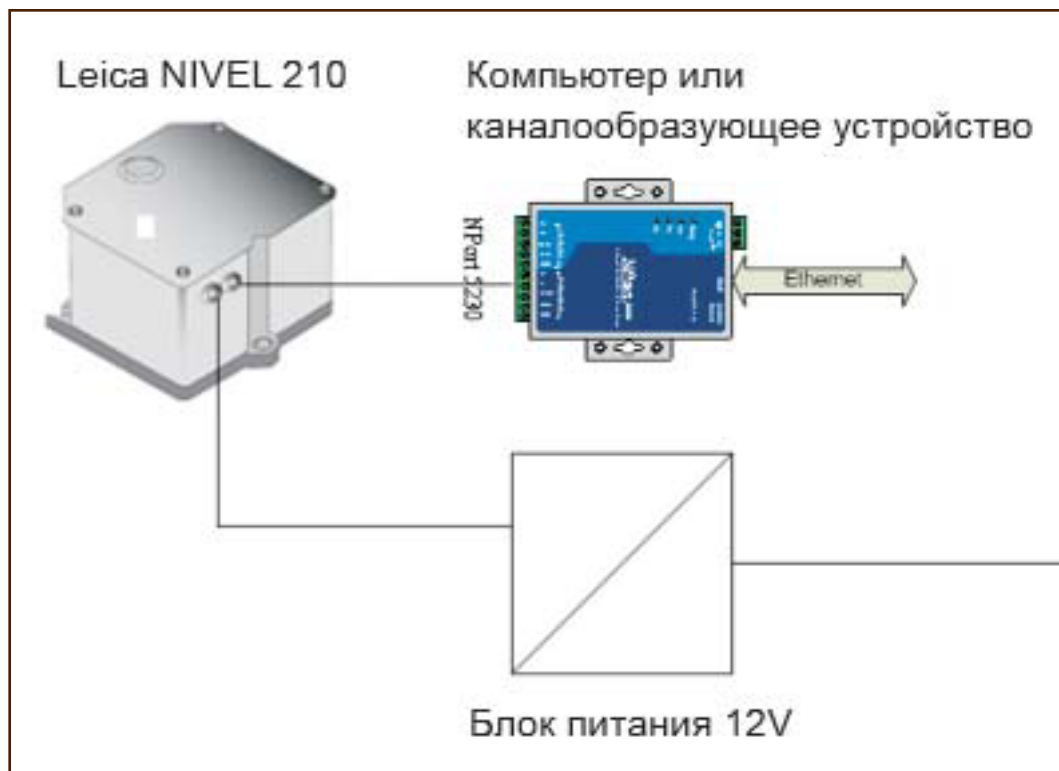 Leica NIVEL 210
Компьютер или
каналообразующее устройство
NPort 5230
Ethernet
Блок питания 12V